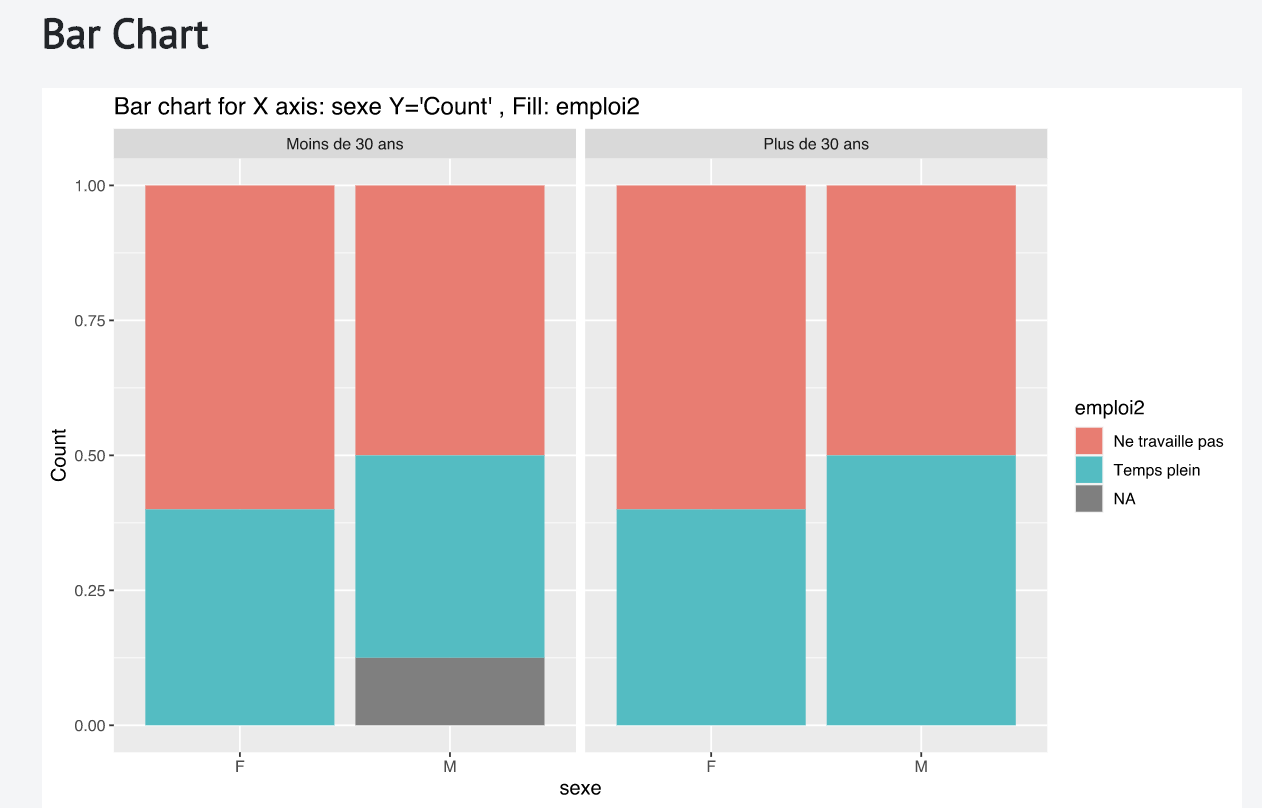 Bar Chart
Bar chart for X axis: sexe Y='Count' , Fill: emploi2
Moins de 30 ans
Plus de 30 ans
1.00
0.75
0.50
0.25
0.00
Count
F
M
F
M
sexe
emploi2
Ne travaille pas
Temps plein
NA